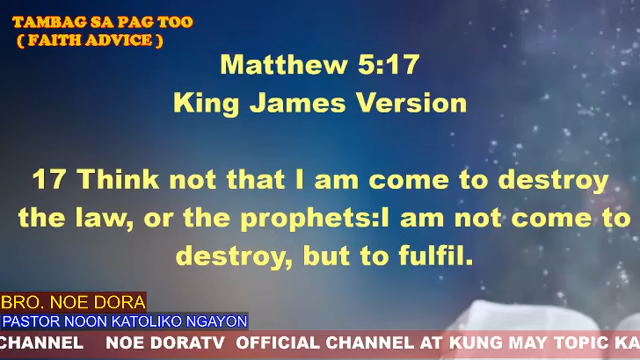 TAMBAG SA PAG TOO
( FAITH ADVICE )
Matthew 5:17
King James Version
17 Think not that I am come to destroy
the law, or the prophets:I am not come to
destroy, but to fulfil.
BRO. NOE DORA
PASTOR NOON KATOLIKO NGAYON
CHANNEL NOE DORATV OFFICIAL CHANNEL AT KUNG MAY TOPIC KA